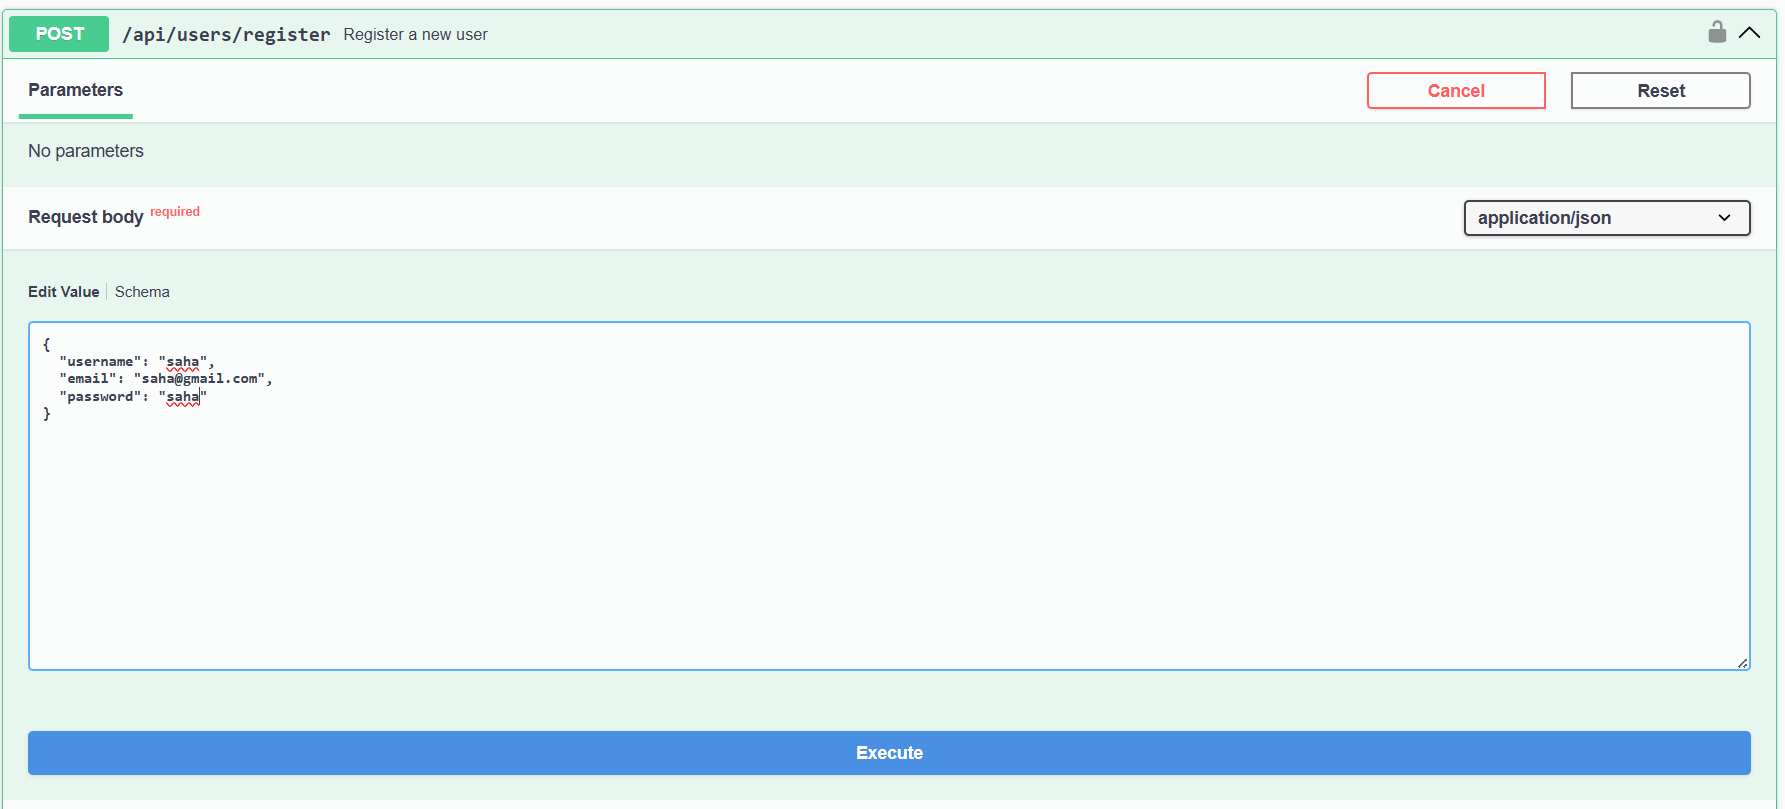 POST /api/users/register Register a new user
Parameters Cancel Reset
No parameters
Request body required application/json
Edit Value Schema
{
  "username": "saha",
  "email": "saha@gmail.com",
  "password": "saha"
}
Execute